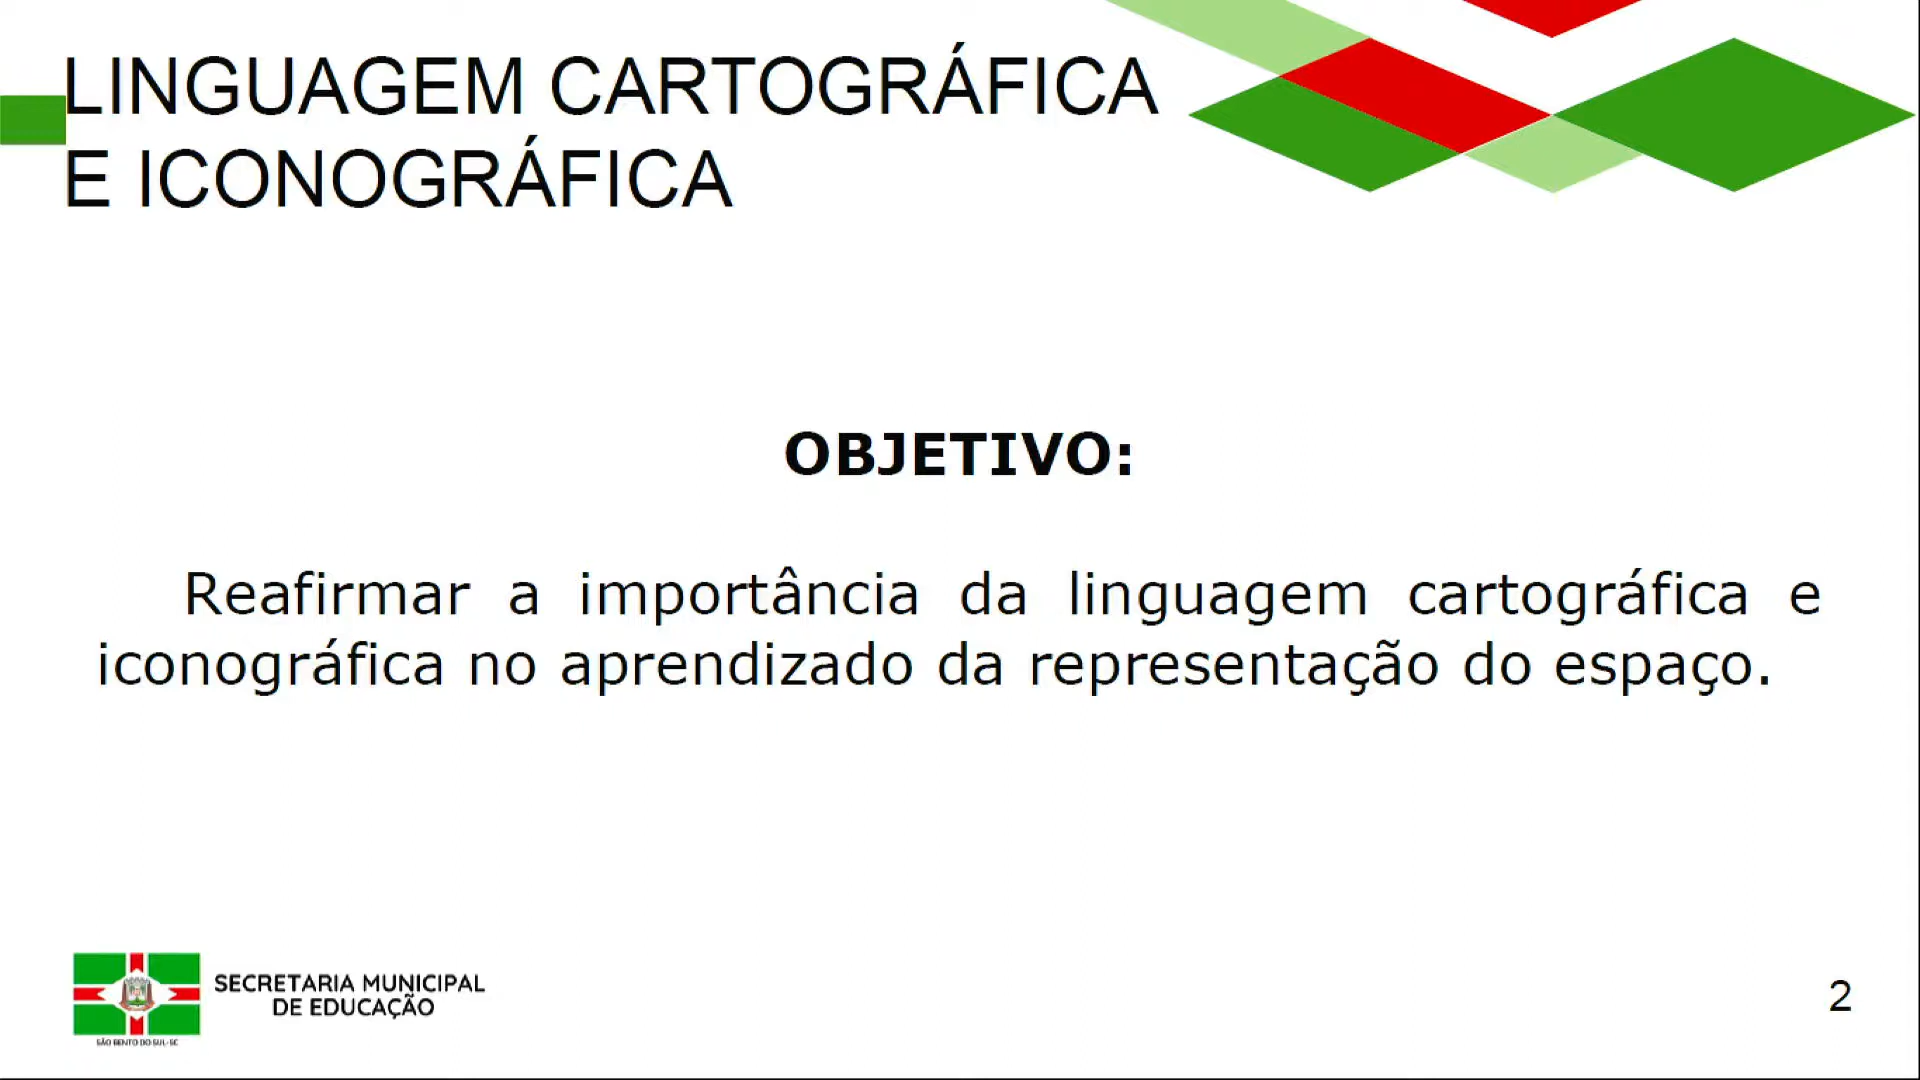 LINGUAGEM CARTOGRÁFICA
E ICONOGRÁFICA
OBJETIVO:
Reafirmar a importância da linguagem cartográfica e
iconográfica no aprendizado da representação do espaço.
SECRETARIA MUNICIPAL
DE EDUCAÇÃO
SÃO BENTO DO SUL-SC
2